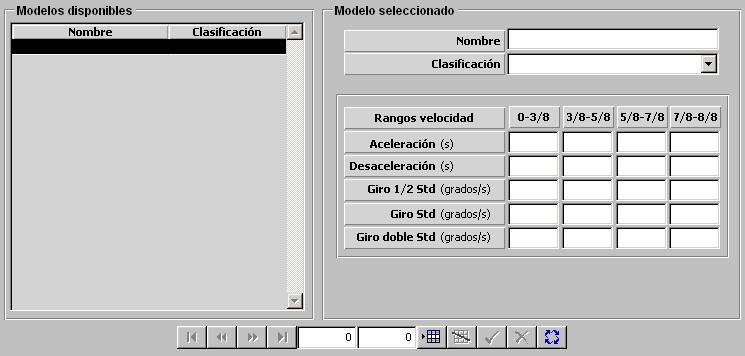 Modelos disponibles
Nombre Clasificación
Modelo seleccionado
Nombre
Clasificación
Rangos velocidad 0-3/8 3/8-5/8 5/8-7/8 7/8-8/8
Aceleración (s)
Desaceleración (s)
Giro 1/2 Std (grados/s)
Giro Std (grados/s)
Giro doble Std (grados/s)
0 0